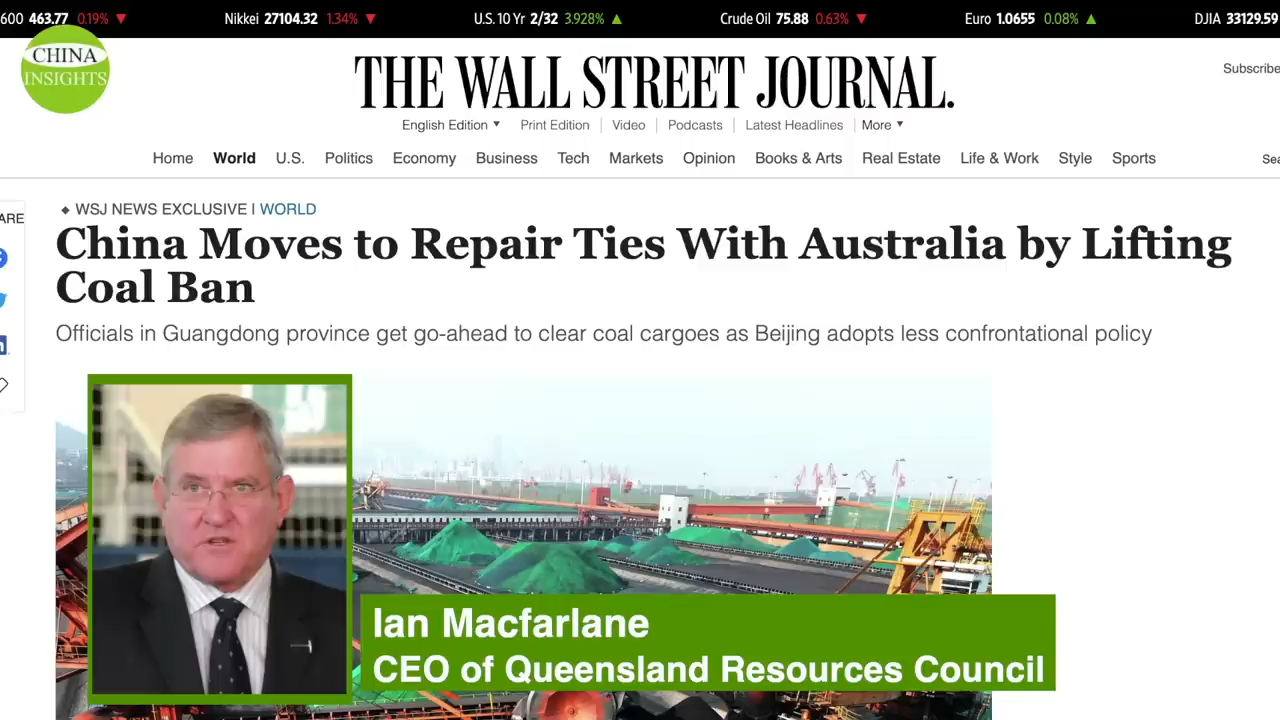 600 463.77 0.19% ▼ Nikkei 27104.32 1.34% ▼ U.S. 10 Yr 2/32 3.928% ▲ Crude Oil 75.88 0.63% ▼ Euro 1.0655 0.08% ▲ DJIA 33129.59
CHINA
INSIGHTS
THE WALL STREET JOURNAL.
Subscribe
English Edition ▼ Print Edition | Video | Podcasts | Latest Headlines | More ▼
Home World U.S. Politics Economy Business Tech Markets Opinion Books & Arts Real Estate Life & Work Style Sports
Sea
ARE
◆ WSJ NEWS EXCLUSIVE | WORLD
China Moves to Repair Ties With Australia by Lifting
Coal Ban
Officials in Guangdong province get go-ahead to clear coal cargoes as Beijing adopts less confrontational policy
Ian Macfarlane
CEO of Queensland Resources Council